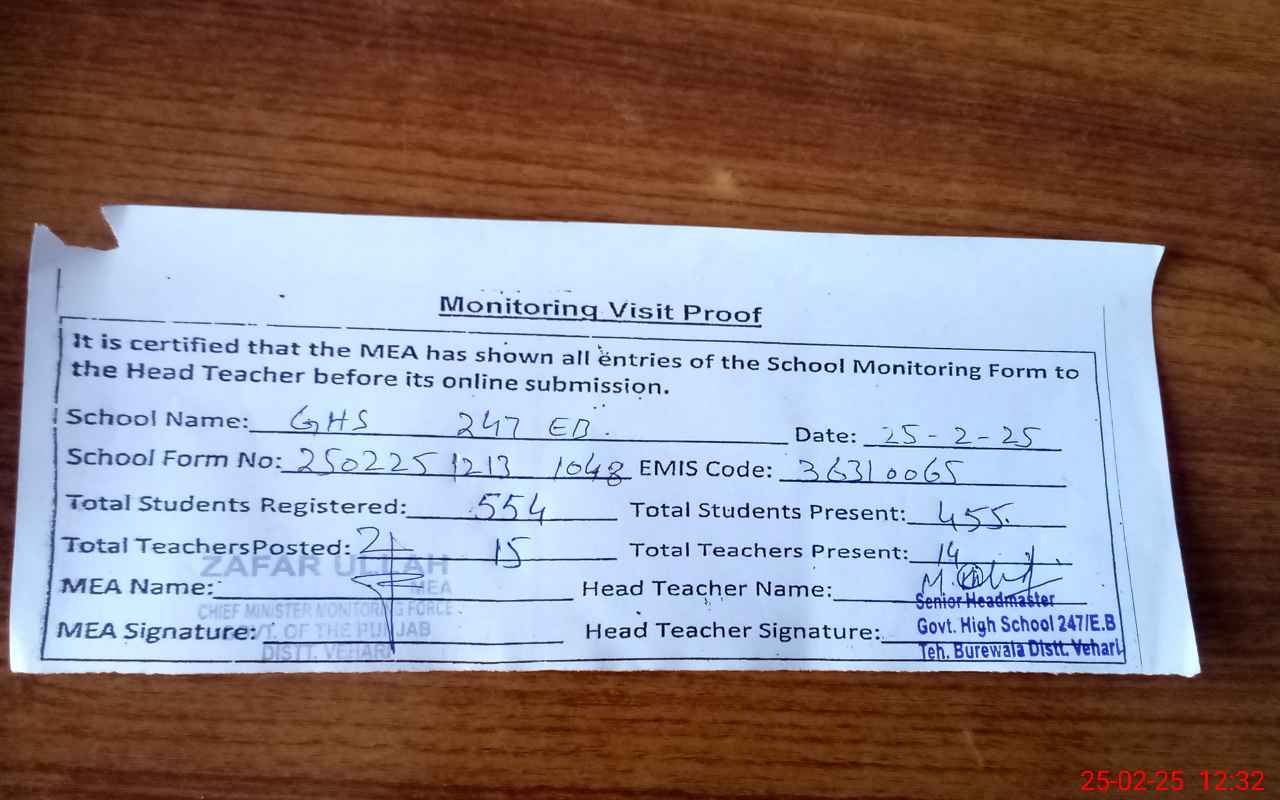 Monitoring Visit Proof
It is certified that the MEA has shown all entries of the School Monitoring Form to
the Head Teacher before its online submission.
School Name: GHS 247 EB. Date: 25-2-25
School Form No: 250225 1213 1048 EMIS Code: 36310065
Total Students Registered: 554 Total Students Present: 455
Total TeachersPosted: 15 Total Teachers Present: 14
ZAFAR ULLAH
MEA
MEA Name: Head Teacher Name:
CHIEF MINISTER MONITORING FORCE
Senior Headmaster
MEA Signature: GOVT. OF THE PUNJAB Head Teacher Signature: Govt. High School 247/E.B
DISTT. VEHARI Teh. Burewala Distt. Vehari
25-02-25 12:32